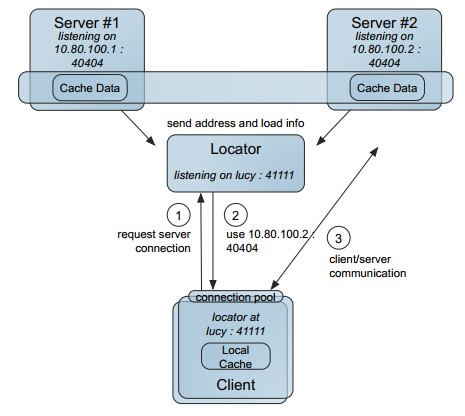 Server #1
listening on
10.80.100.1 :
40404
Cache Data
Server #2
listening on
10.80.100.2 :
40404
Cache Data
send address and load info
Locator
listening on lucy : 41111
1
request server
connection
2
use 10.80.100.2:
40404
3
client/server
communication
connection pool
locator at
lucy : 41111
Local
Cache
Client